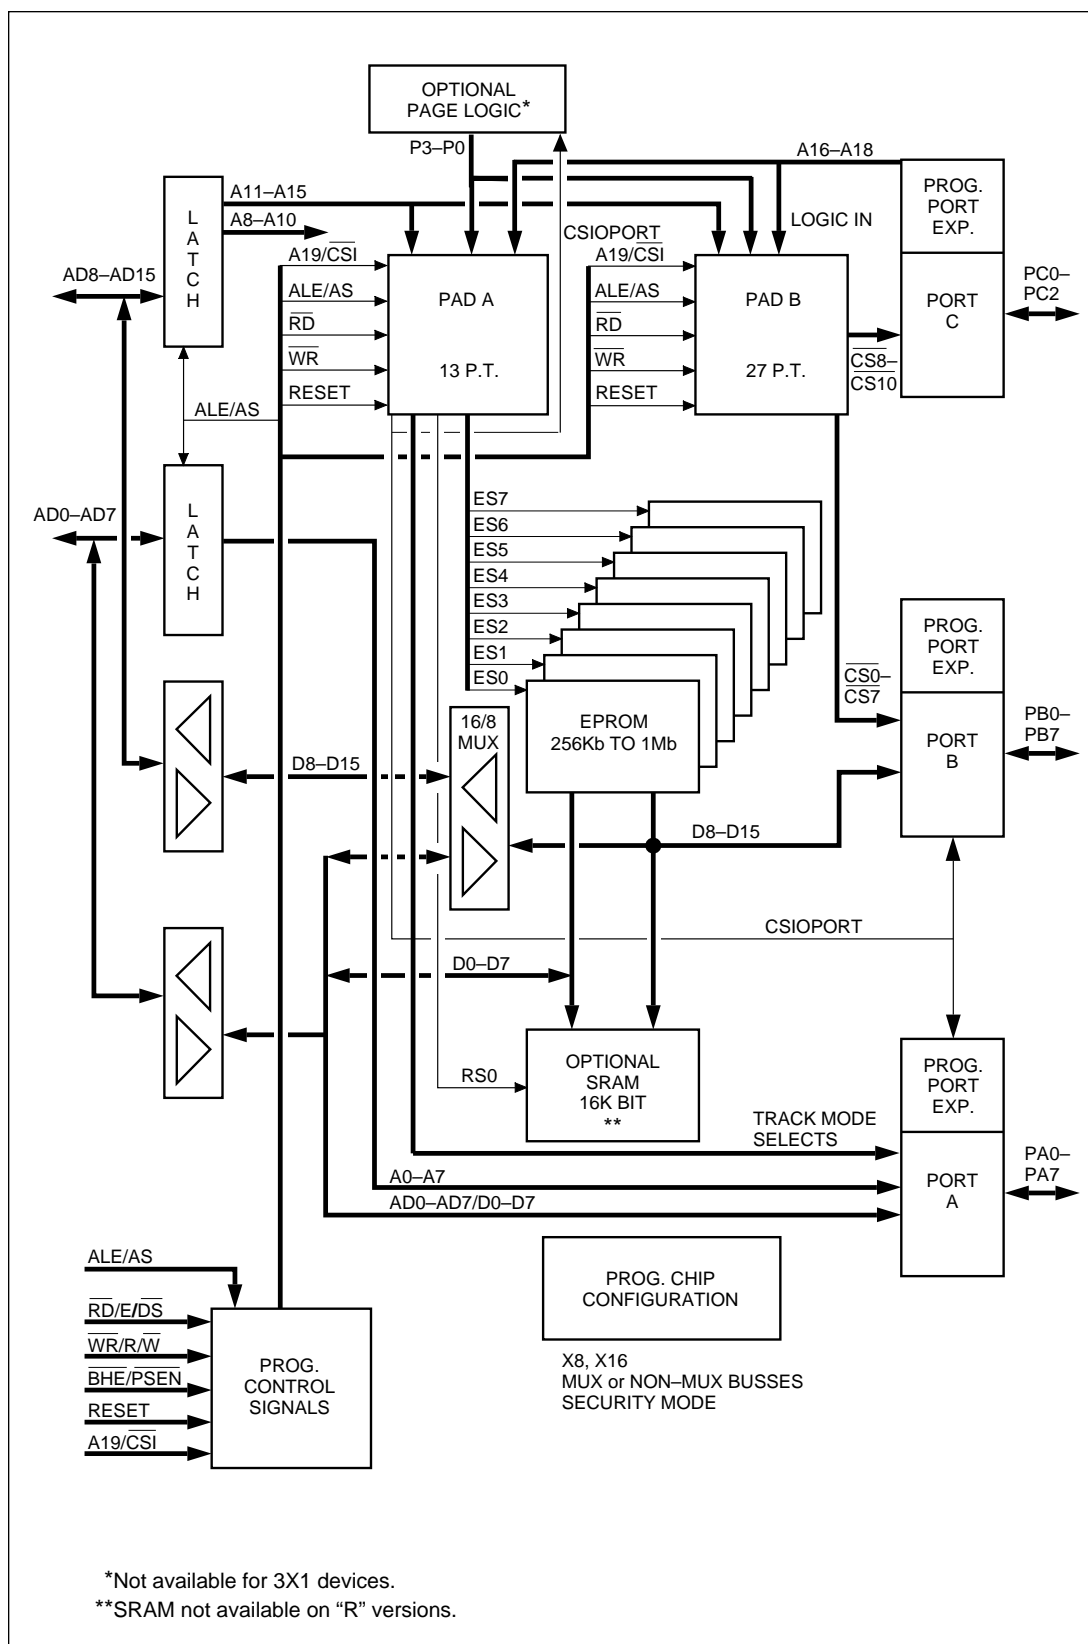 OPTIONAL
PAGE LOGIC*
P3–P0
A16–A18
PROG.
PORT
EXP.
A11–A15
A8–A10
LATCH
LOGIC IN
CSIOPORT
AD8–AD15
A19/CSI
ALE/AS
RD
WR
RESET
PAD A
13 P.T.
A19/CSI
ALE/AS
RD
WR
RESET
PAD B
27 P.T.
PORT
C
PC0–
PC2
CS8–
CS10
ALE/AS
AD0–AD7
LATCH
ES7
ES6
ES5
ES4
ES3
ES2
ES1
ES0
EPROM
256Kb TO 1Mb
PROG.
PORT
EXP.
CS0–
CS7
PORT
B
PB0–
PB7
16/8
MUX
D8–D15
D8–D15
CSIOPORT
D0–D7
RS0
OPTIONAL
SRAM
16K BIT
**
PROG.
PORT
EXP.
TRACK MODE
SELECTS
PORT
A
PA0–
PA7
A0–A7
AD0–AD7/D0–D7
ALE/AS
RD/E/DS
WR/R/W
BHE/PSEN
RESET
A19/CSI
PROG.
CONTROL
SIGNALS
PROG. CHIP
CONFIGURATION
X8, X16
MUX or NON–MUX BUSSES
SECURITY MODE
*Not available for 3X1 devices.
**SRAM not available on “R” versions.